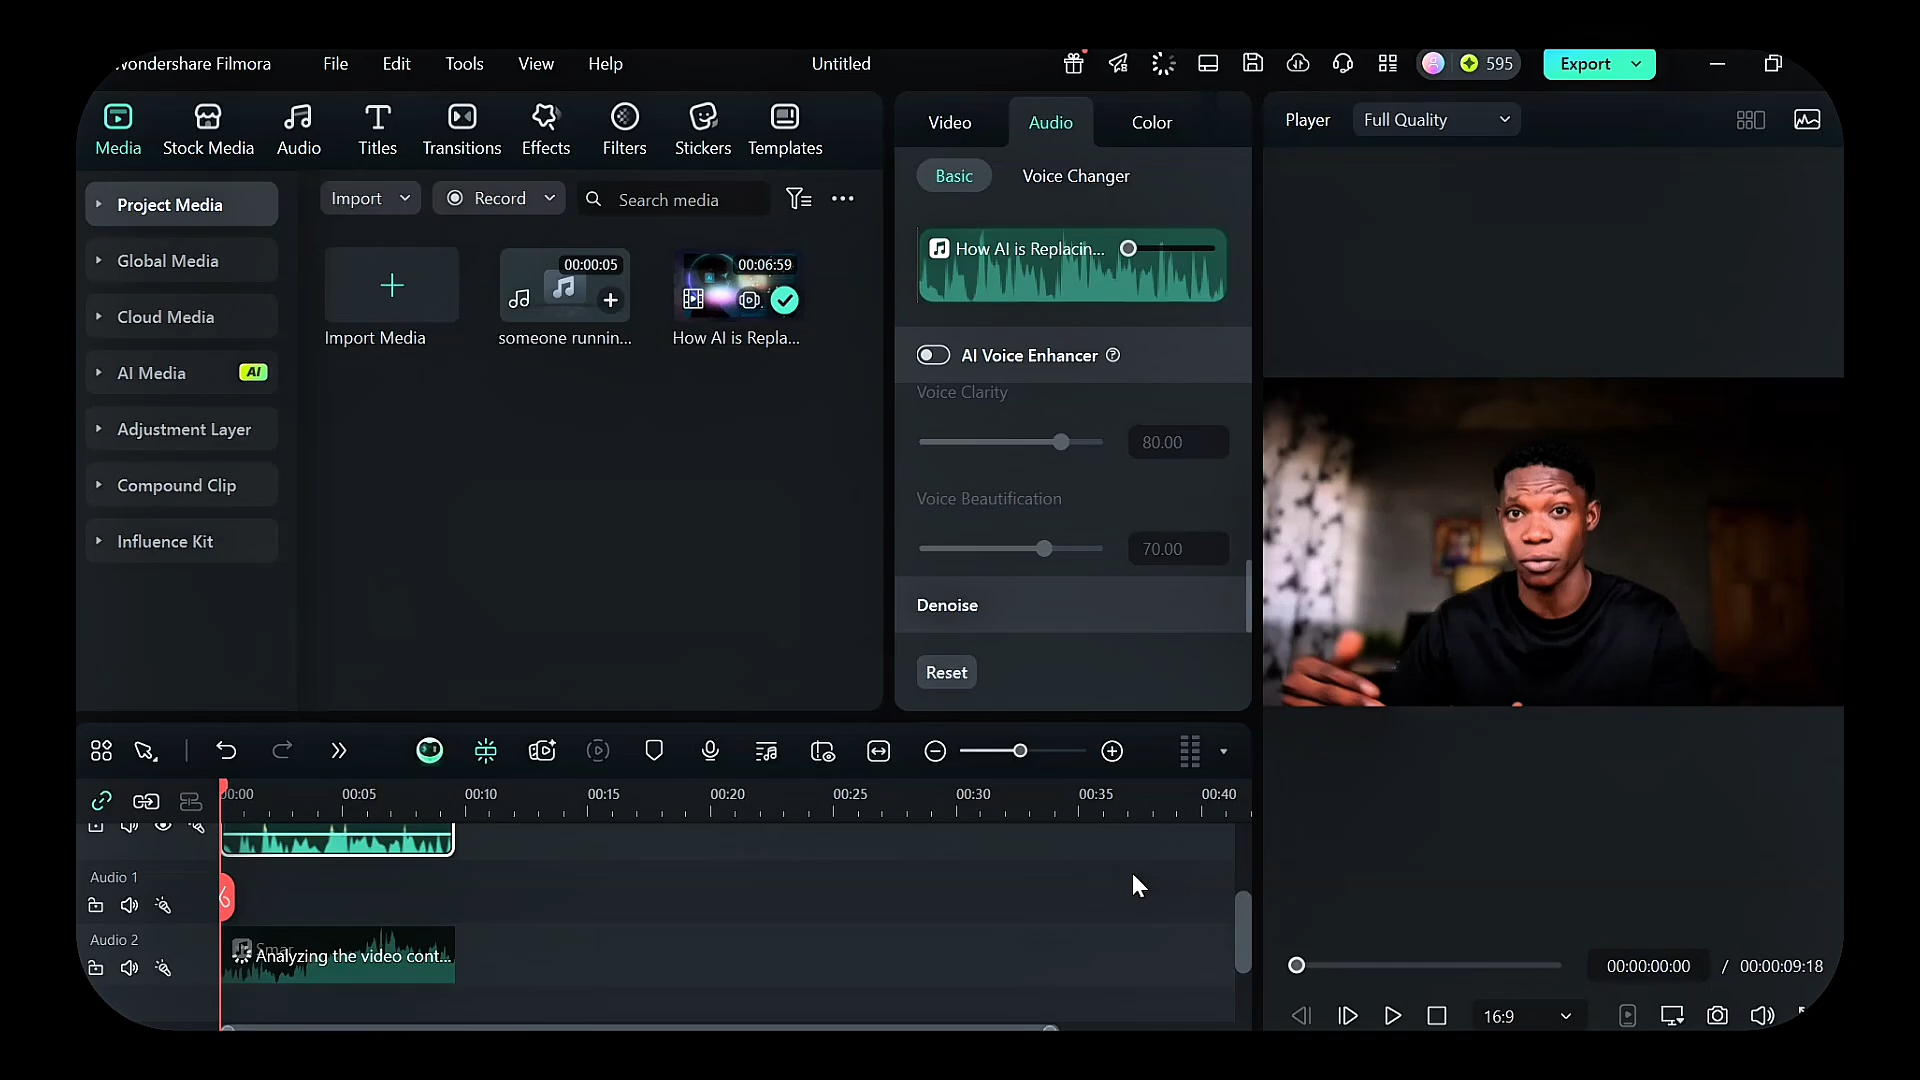 Wondershare Filmora File Edit Tools View Help Untitled 595 Export
Media Stock Media Audio Titles Transitions Effects Filters Stickers Templates
Project Media
Global Media
Cloud Media
AI Media AI
Adjustment Layer
Compound Clip
Influence Kit
Import Record Search media
00:00:05 00:06:59
Import Media someone runnin... How AI is Repla...
Video Audio Color
Basic Voice Changer
How AI is Replacin...
AI Voice Enhancer
Voice Clarity
80.00
Voice Beautification
70.00
Denoise
Reset
Player Full Quality
00:00:00:00 / 00:00:09:18
16:9
00:00 00:05 00:10 00:15 00:20 00:25 00:30 00:35 00:40
Audio 1
Audio 2
Analyzing the video cont...